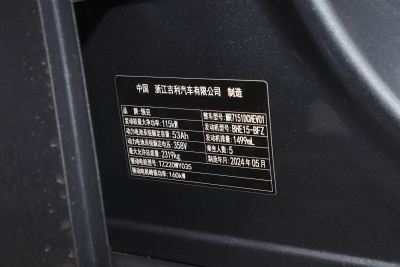 中国 浙江吉利汽车有限公司 制造
品 牌:领克 整车型号:MR7151DCHEV01
发动机最大净功率:115kW 发动机型号:BHE15-BFZ
动力电池系统额定容量:53Ah 发动机排量:1499mL
动力电池系统额定电压:358V 乘坐人数:5
最大允许总质量:2319kg 制造年月:2024年05月
驱动电机型号:TZ220XY035
驱动电机峰值功率:160kW